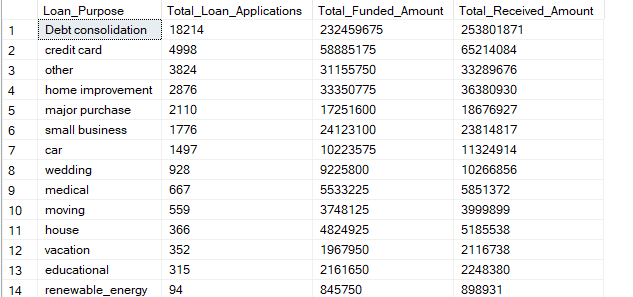 Loan_Purpose Total_Loan_Applications Total_Funded_Amount Total_Received_Amount
1 Debt consolidation 18214 232459675 253801871
2 credit card 4998 58885175 65214084
3 other 3824 31155750 33289676
4 home improvement 2876 33350775 36380930
5 major purchase 2110 17251600 18676927
6 small business 1776 24123100 23814817
7 car 1497 10223575 11324914
8 wedding 928 9225800 10266856
9 medical 667 5533225 5851372
10 moving 559 3748125 3999899
11 house 366 4824925 5185538
12 vacation 352 1967950 2116738
13 educational 315 2161650 2248380
14 renewable_energy 94 845750 898931